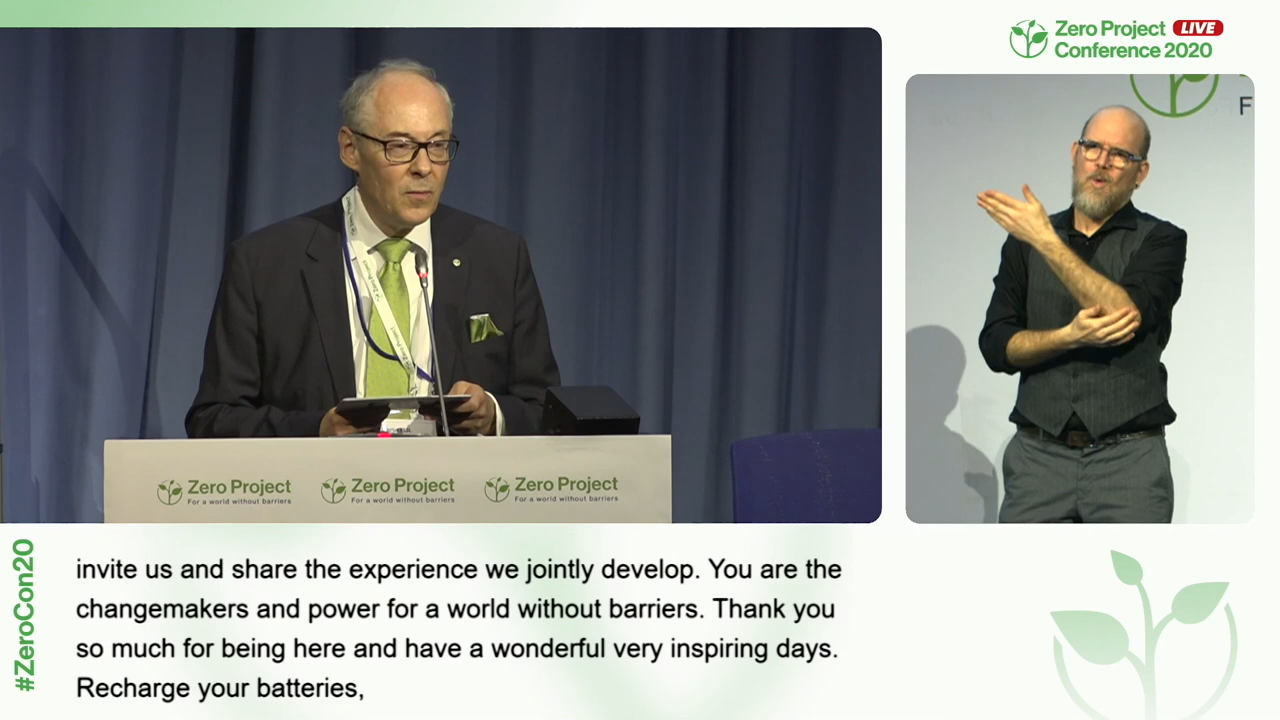 Zero Project LIVE
Conference 2020
F
Zero Project
For a world without barriers
Zero Project
For a world without barriers
Zero Project
For a world without barriers
#ZeroCon20
invite us and share the experience we jointly develop. You are the
changemakers and power for a world without barriers. Thank you
so much for being here and have a wonderful very inspiring days.
Recharge your batteries,